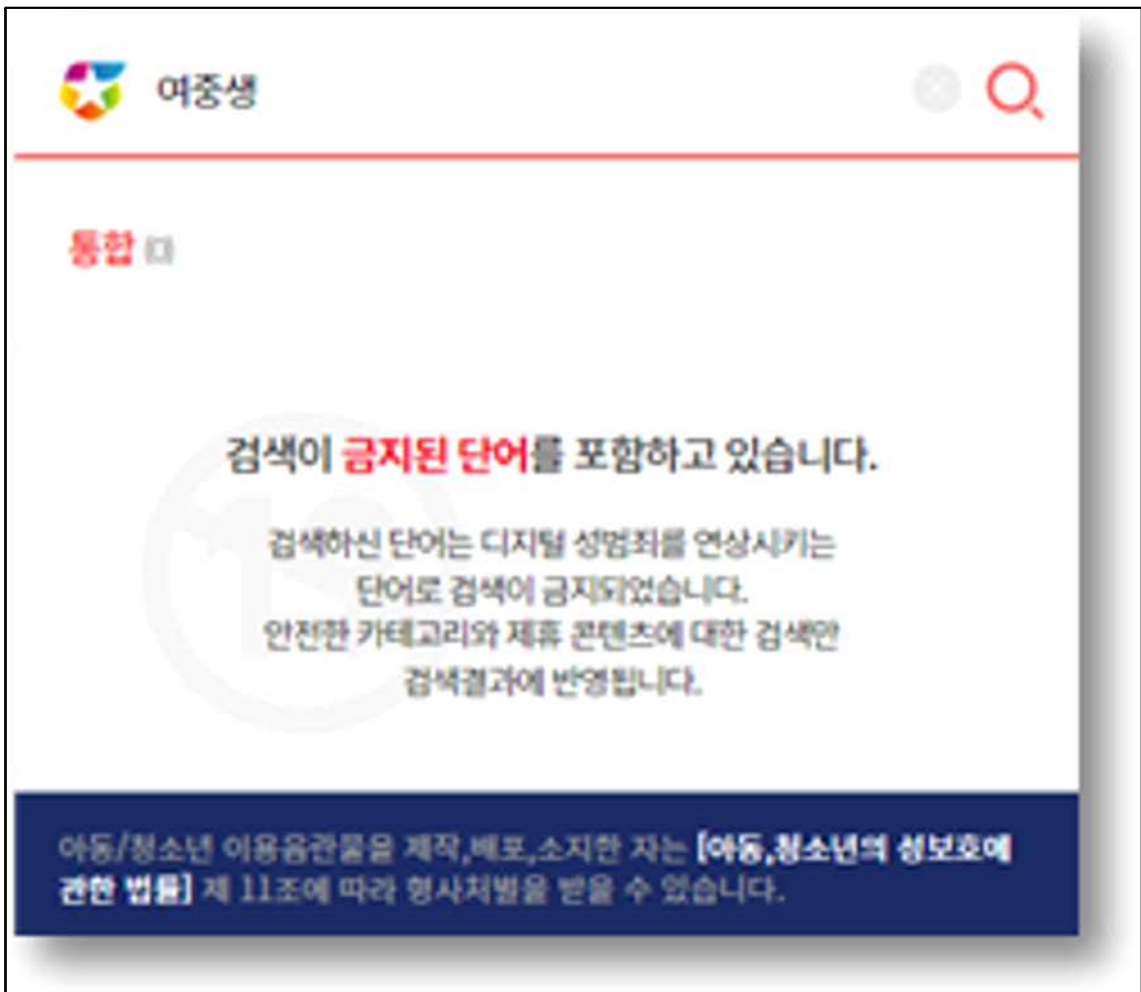 여중생
통합
검색이 금지된 단어를 포함하고 있습니다.
검색하신 단어는 디지털 성범죄를 연상시키는
단어로 검색이 금지되었습니다.
안전한 카테고리와 제휴 콘텐츠에 대한 검색만
검색결과에 반영됩니다.
아동/청소년 이용음란물을 제작,배포,소지한 자는 [아동,청소년의 성보호에
관한 법률] 제 11조에 따라 형사처벌을 받을 수 있습니다.